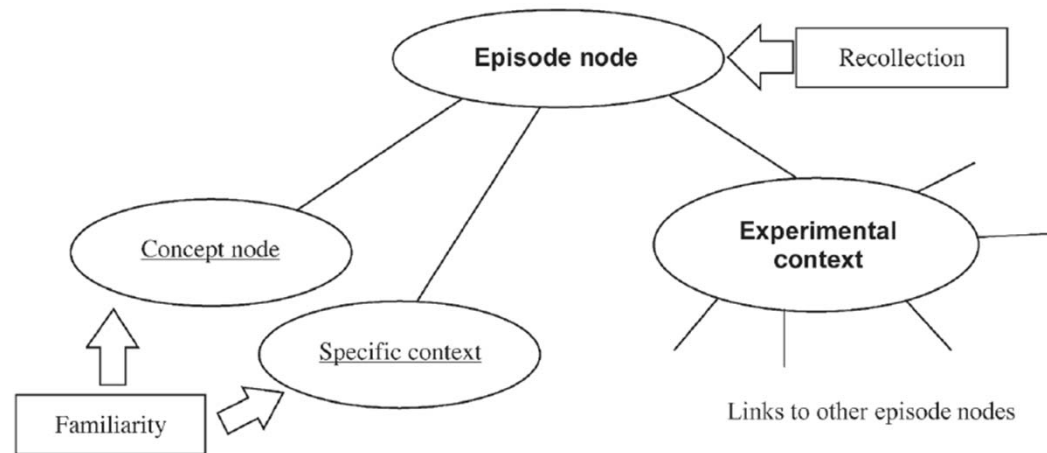 Episode node
Recollection
Concept node
Experimental
context
Specific context
Familiarity
Links to other episode nodes